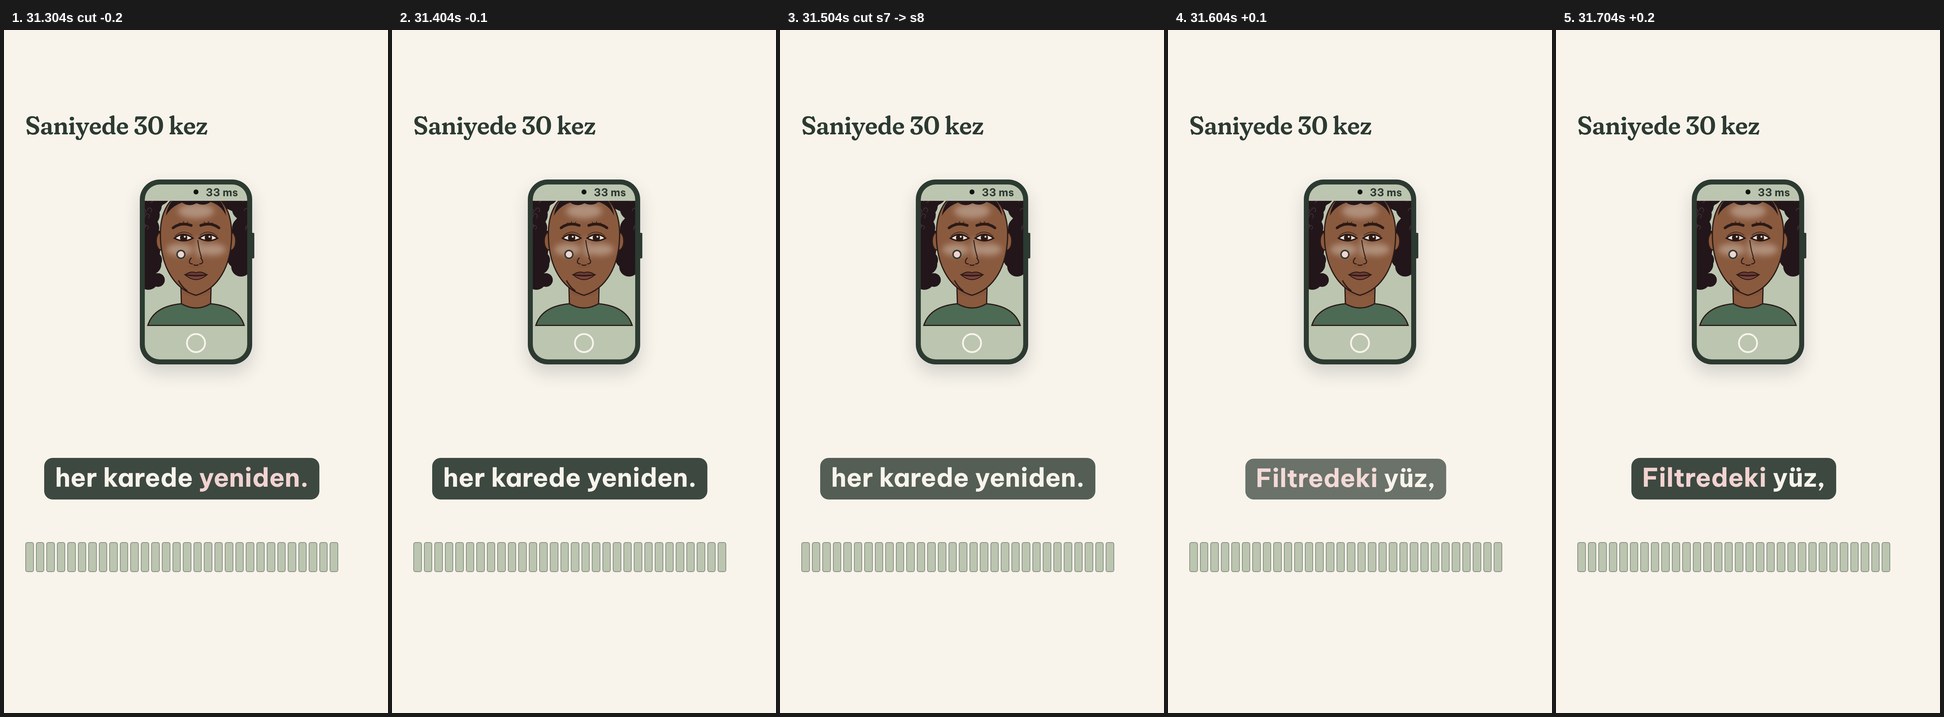 1. 31.304s cut -0.2
Saniyede 30 kez
33 ms
her karede yeniden.
2. 31.404s -0.1
Saniyede 30 kez
33 ms
her karede yeniden.
3. 31.504s cut s7 -> s8
Saniyede 30 kez
33 ms
her karede yeniden.
4. 31.604s +0.1
Saniyede 30 kez
33 ms
Filtredeki yüz,
5. 31.704s +0.2
Saniyede 30 kez
33 ms
Filtredeki yüz,